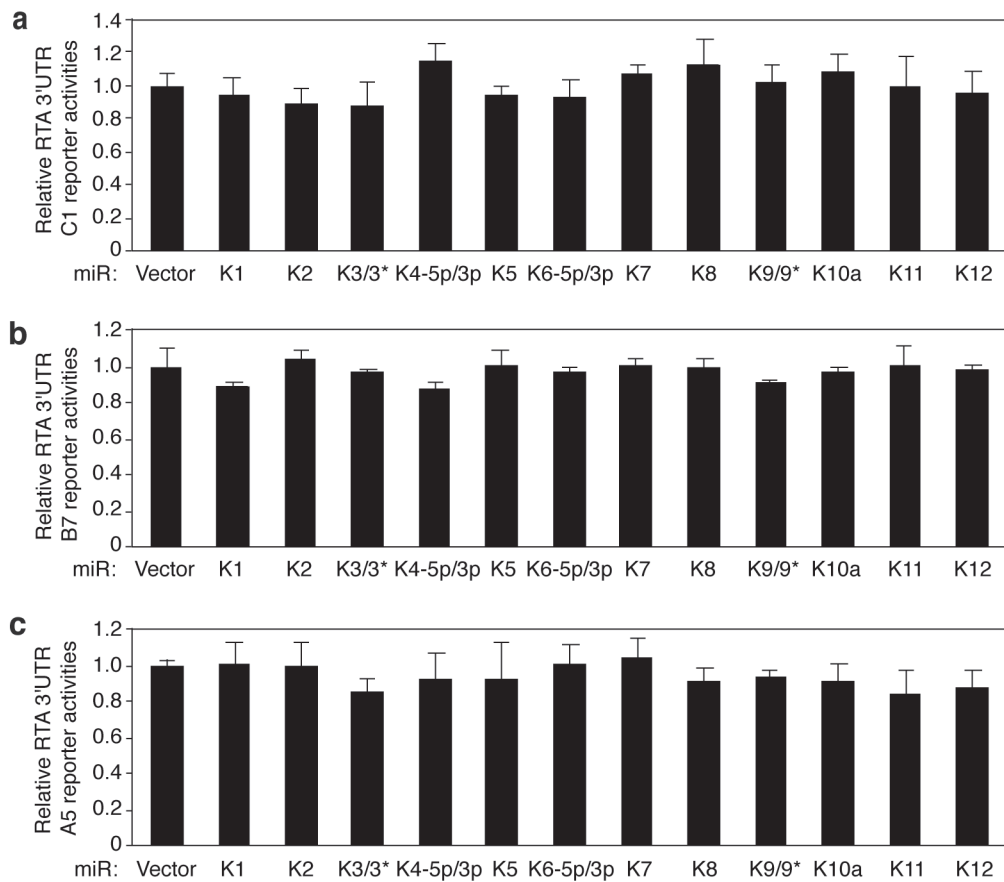 a
Relative RTA 3'UTR
C1 reporter activities
1.4
1.2
1.0
0.8
0.6
0.4
0.2
0
miR: Vector K1 K2 K3/3* K4-5p/3p K5 K6-5p/3p K7 K8 K9/9* K10a K11 K12
b
Relative RTA 3'UTR
B7 reporter activities
1.2
1.0
0.8
0.6
0.4
0.2
0
miR: Vector K1 K2 K3/3* K4-5p/3p K5 K6-5p/3p K7 K8 K9/9* K10a K11 K12
c
Relative RTA 3'UTR
A5 reporter activities
1.2
1.0
0.8
0.6
0.4
0.2
0
miR: Vector K1 K2 K3/3* K4-5p/3p K5 K6-5p/3p K7 K8 K9/9* K10a K11 K12